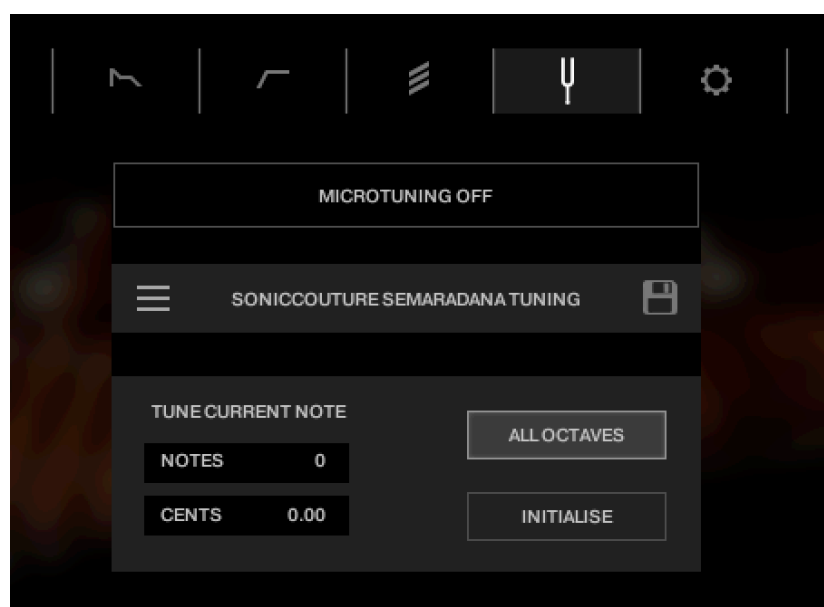 MICROTUNING OFF
SONICCOUTURE SEMARADANA TUNING
TUNE CURRENT NOTE
ALL OCTAVES
NOTES 0
CENTS 0.00
INITIALISE